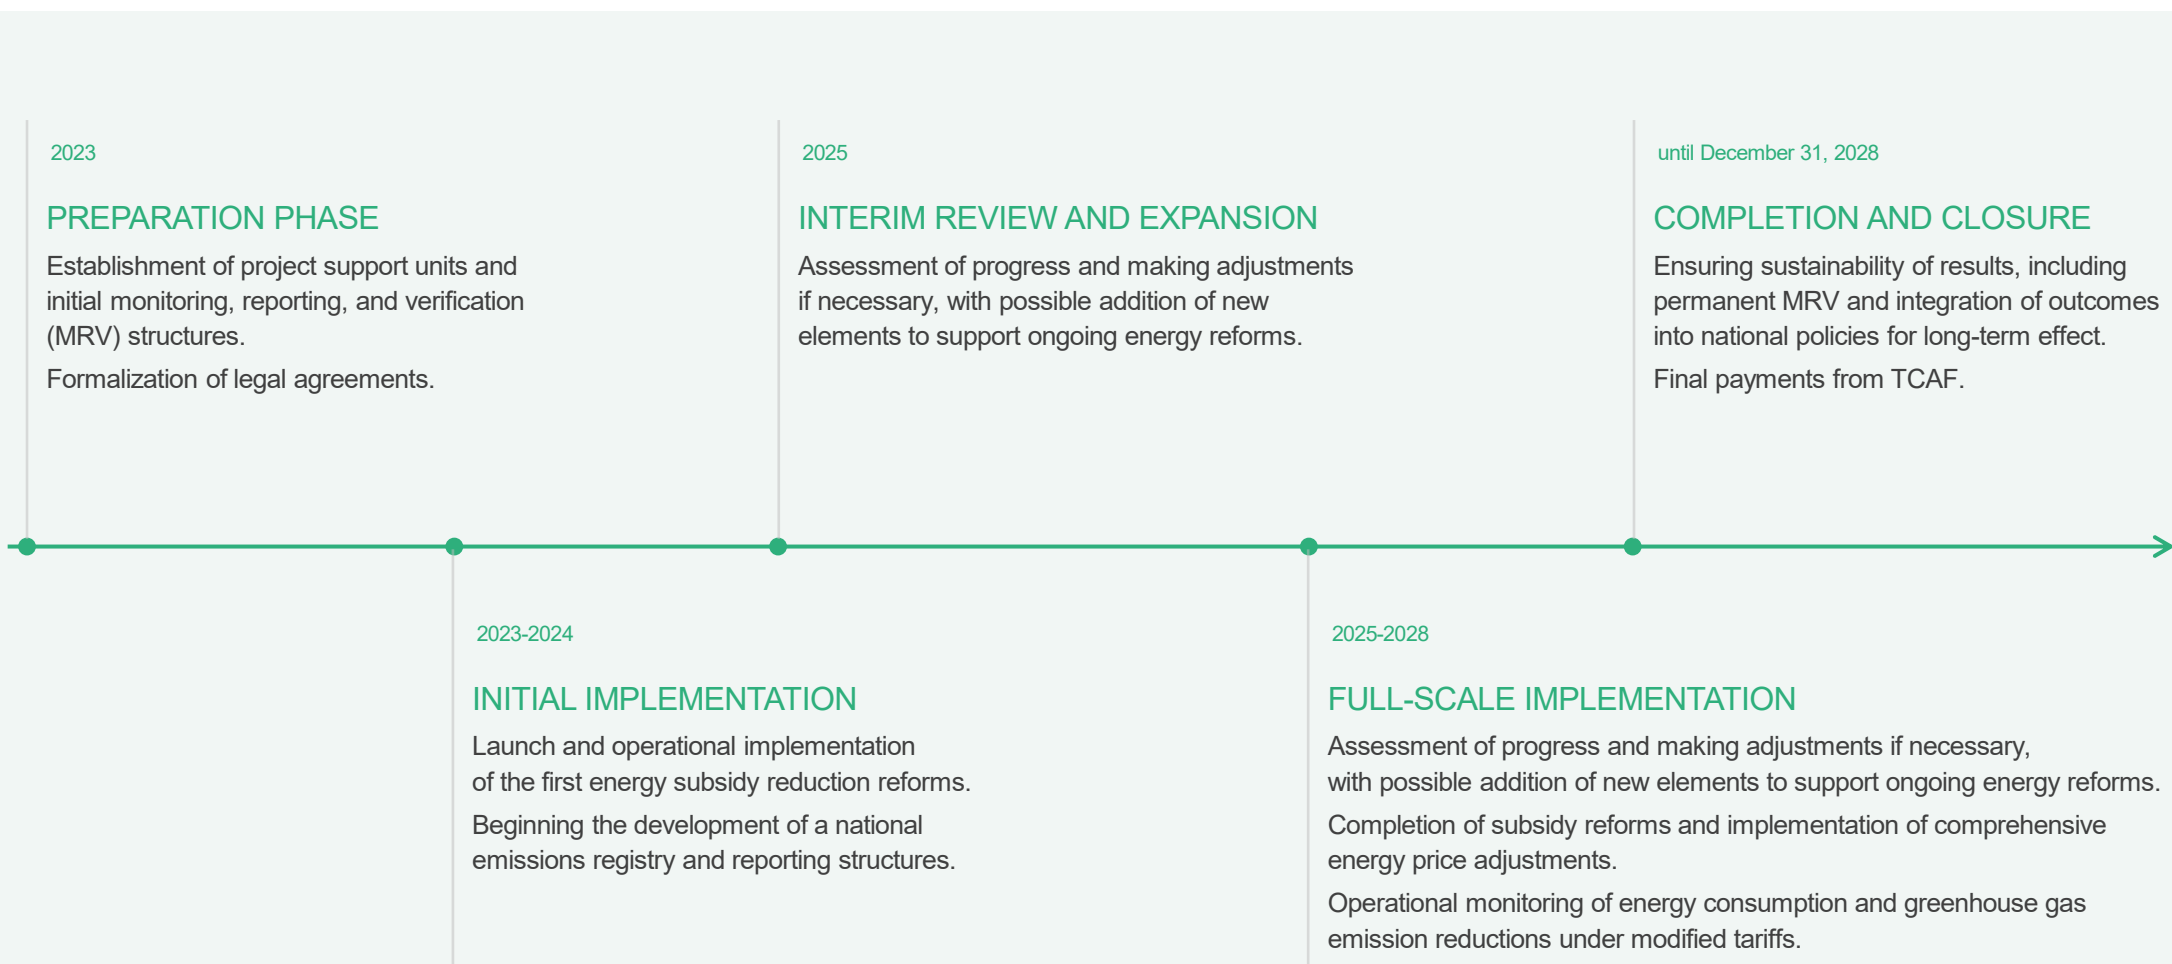 2023
PREPARATION PHASE
Establishment of project support units and
initial monitoring, reporting, and verification
(MRV) structures.
Formalization of legal agreements.
2023-2024
INITIAL IMPLEMENTATION
Launch and operational implementation
of the first energy subsidy reduction reforms.
Beginning the development of a national
emissions registry and reporting structures.
2025
INTERIM REVIEW AND EXPANSION
Assessment of progress and making adjustments
if necessary, with possible addition of new
elements to support ongoing energy reforms.
2025-2028
FULL-SCALE IMPLEMENTATION
Assessment of progress and making adjustments if necessary,
with possible addition of new elements to support ongoing energy reforms.
Completion of subsidy reforms and implementation of comprehensive
energy price adjustments.
Operational monitoring of energy consumption and greenhouse gas
emission reductions under modified tariffs.
until December 31, 2028
COMPLETION AND CLOSURE
Ensuring sustainability of results, including
permanent MRV and integration of outcomes
into national policies for long-term effect.
Final payments from TCAF.